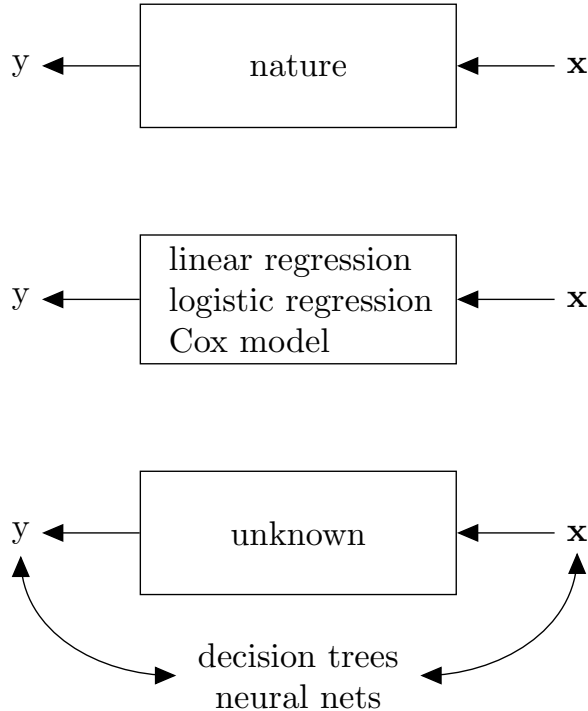 y nature x
linear regression
y logistic regression x
Cox model
y unknown x
decision trees
neural nets